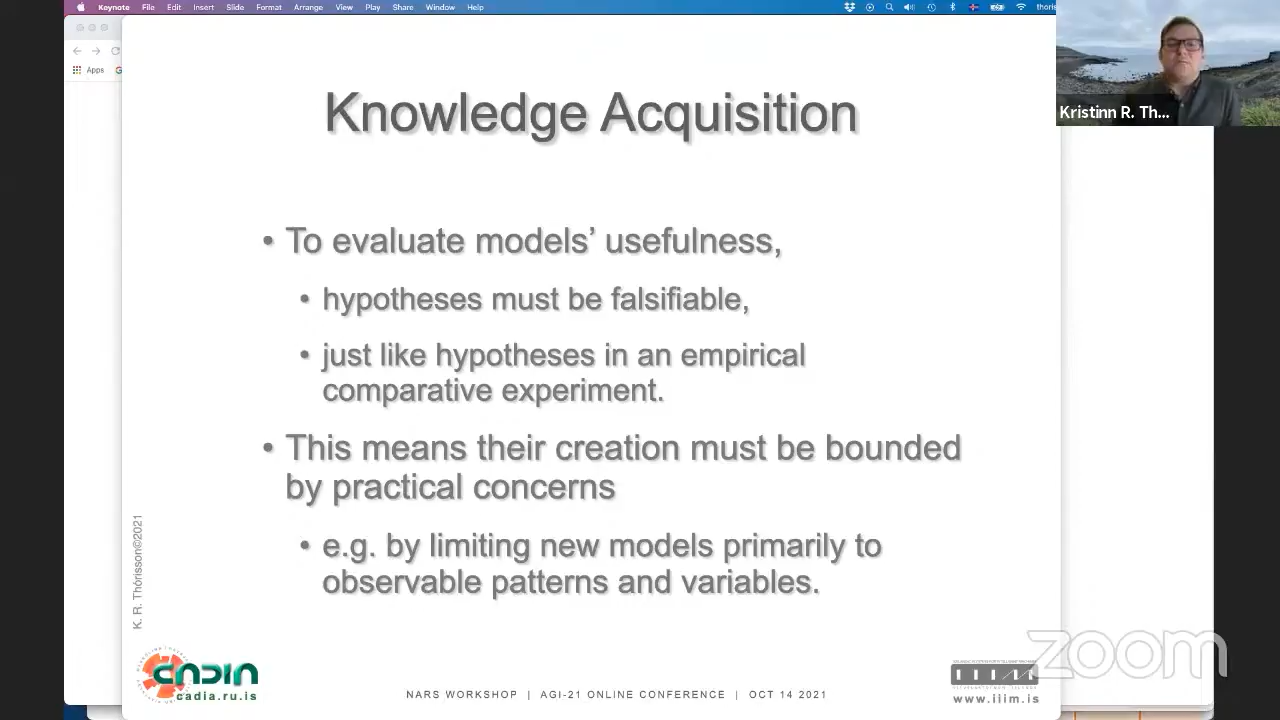 Keynote File Edit Insert Slide Format Arrange View Play Share Window Help
Apps
Kristinn R. Th...
Knowledge Acquisition
• To evaluate models’ usefulness,
• hypotheses must be falsifiable,
• just like hypotheses in an empirical
comparative experiment.
• This means their creation must be bounded
by practical concerns
• e.g. by limiting new models primarily to
observable patterns and variables.
K. R. Thórisson©2021
cadia.ru.is
NARS WORKSHOP | AGI-21 ONLINE CONFERENCE | OCT 14 2021
www.iiim.is
zoom